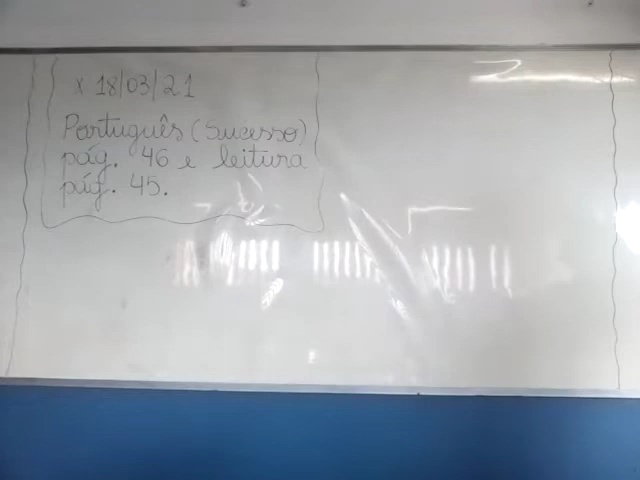 x 18/03/21
Português (Sucesso)
pág. 46 e leitura
pág. 45.